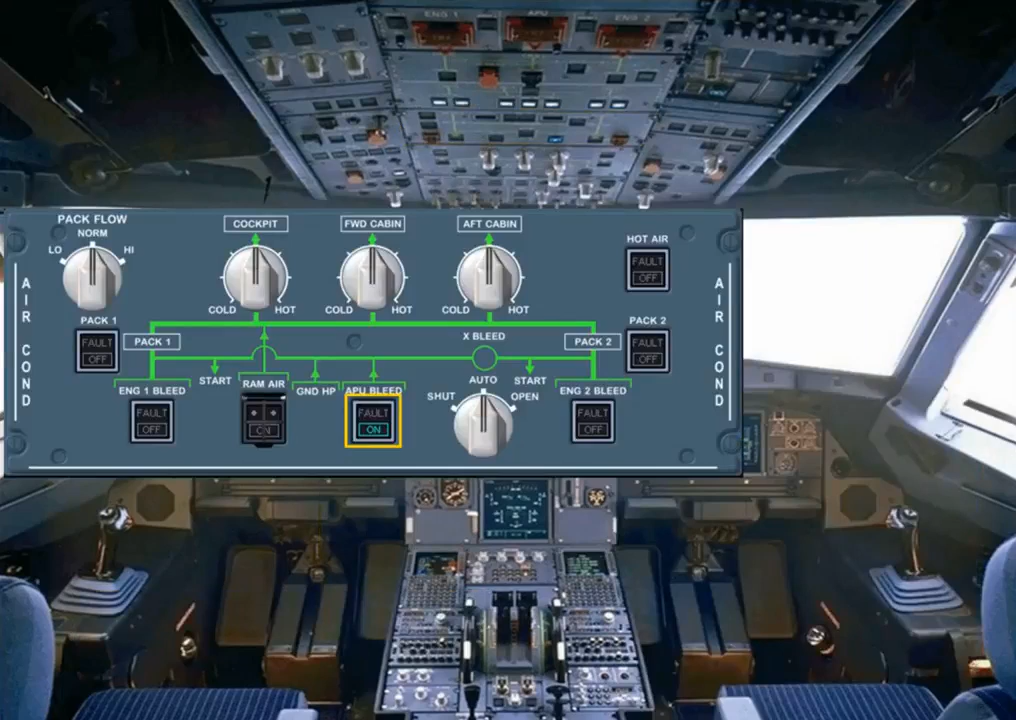 ENG 1
APU
ENG 2
PACK FLOW
NORM
LO
HI
COCKPIT
FWD CABIN
AFT CABIN
HOT AIR
FAULT
OFF
COLD
HOT
COLD
HOT
COLD
HOT
AIR COND
AIR COND
PACK 1
FAULT
OFF
PACK 1
X BLEED
PACK 2
PACK 2
FAULT
OFF
START
RAM AIR
GND HP
APU BLEED
AUTO
START
ENG 1 BLEED
FAULT
OFF
ON
FAULT
ON
SHUT
OPEN
ENG 2 BLEED
FAULT
OFF